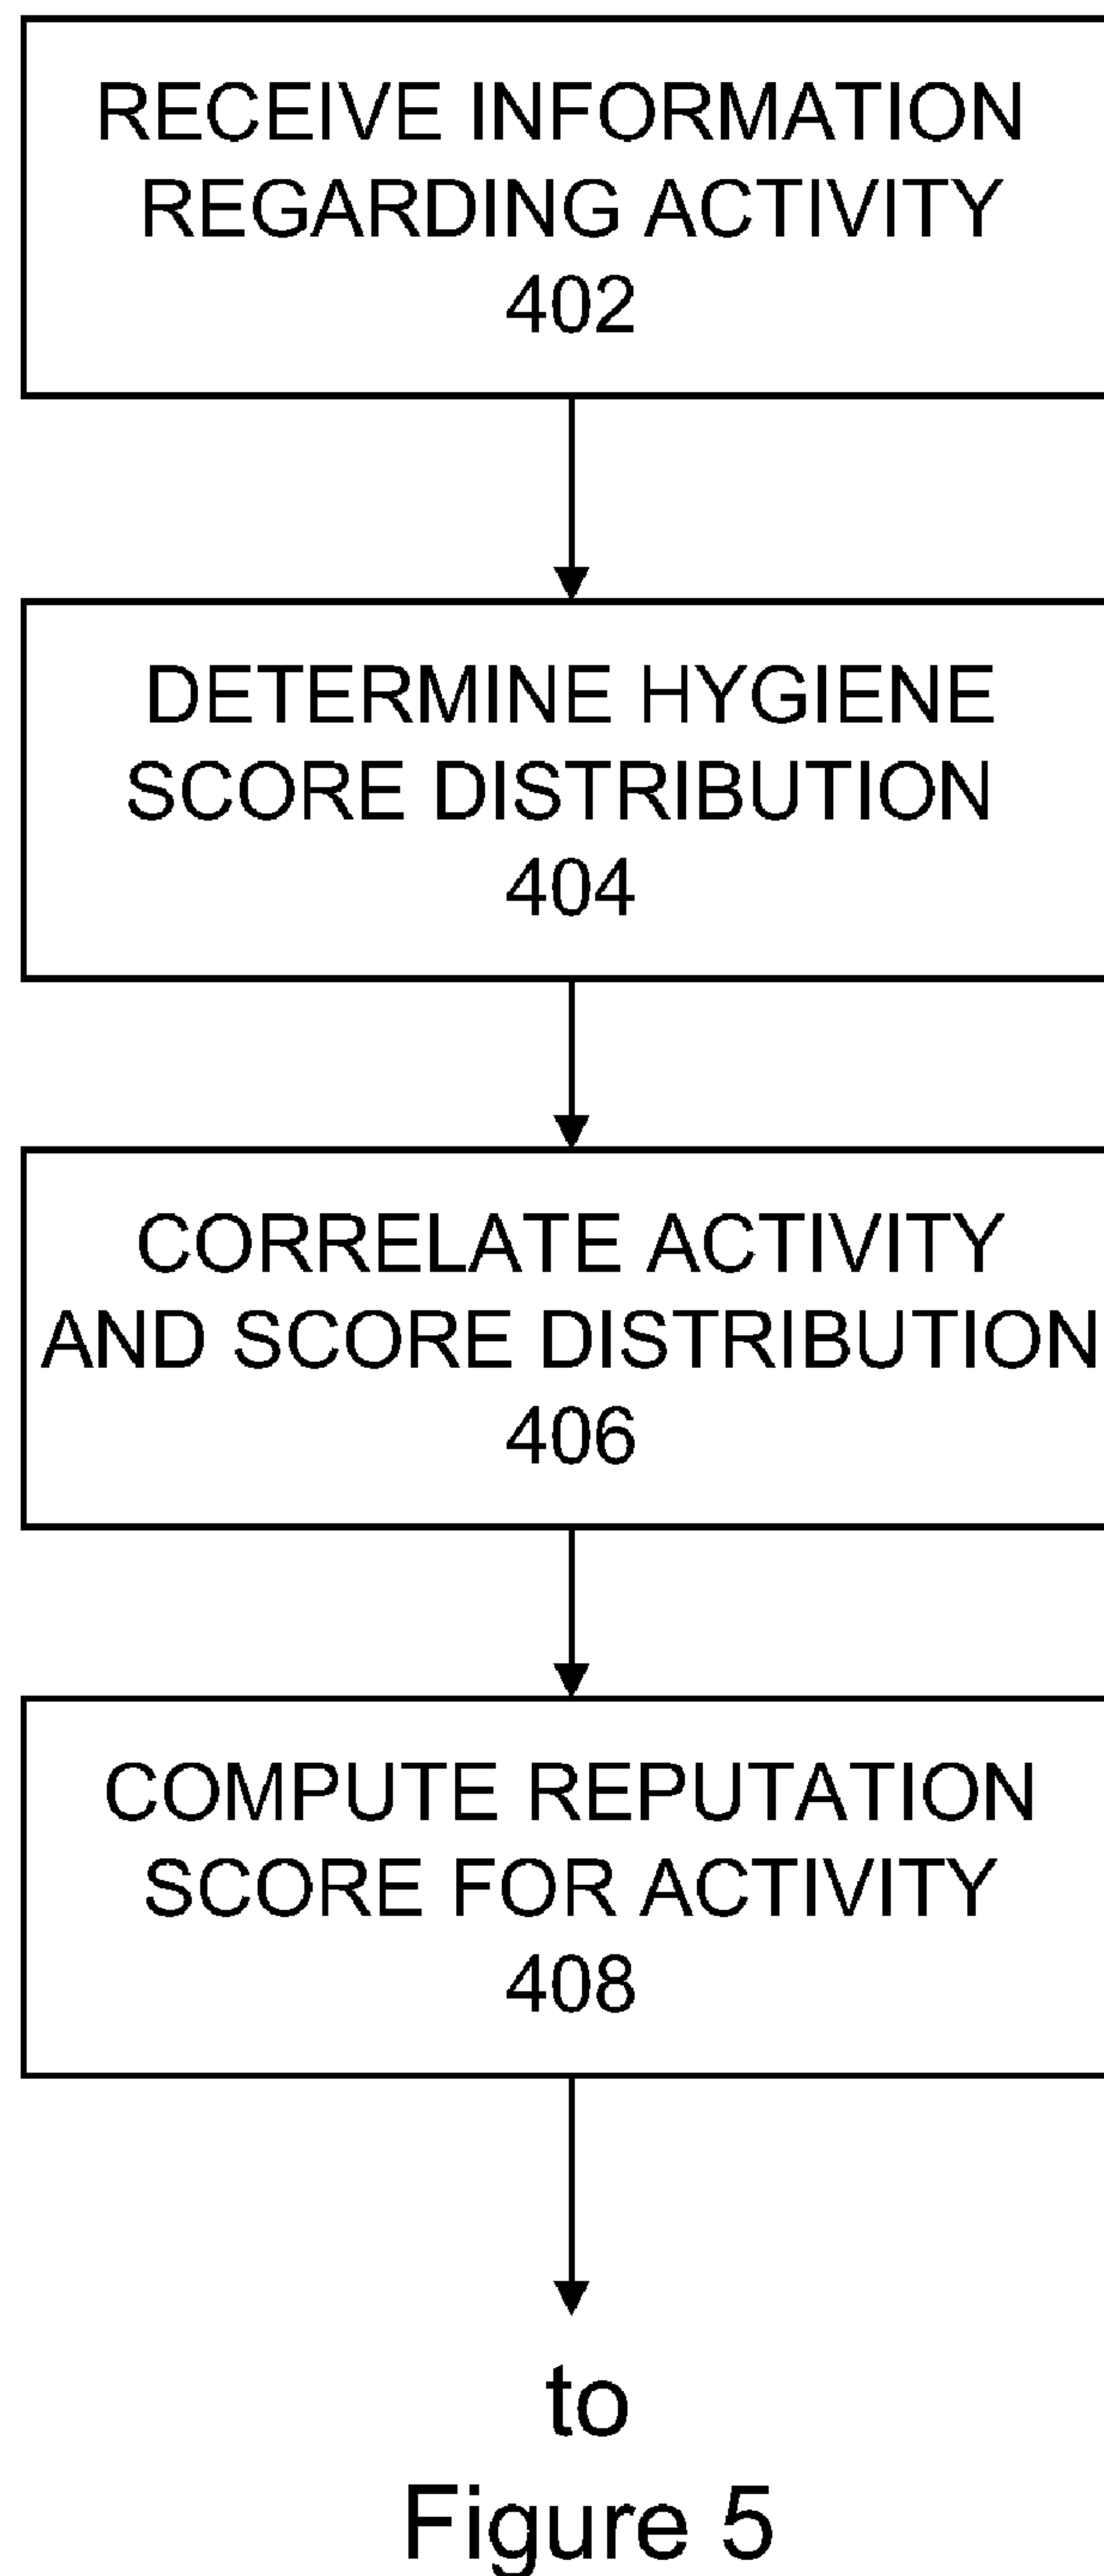 RECEIVE INFORMATION
REGARDING ACTIVITY
402
DETERMINE HYGIENE
SCORE DISTRIBUTION
404
CORRELATE ACTIVITY
AND SCORE DISTRIBUTION
406
COMPUTE REPUTATION
SCORE FOR ACTIVITY
408
to
Figure 5